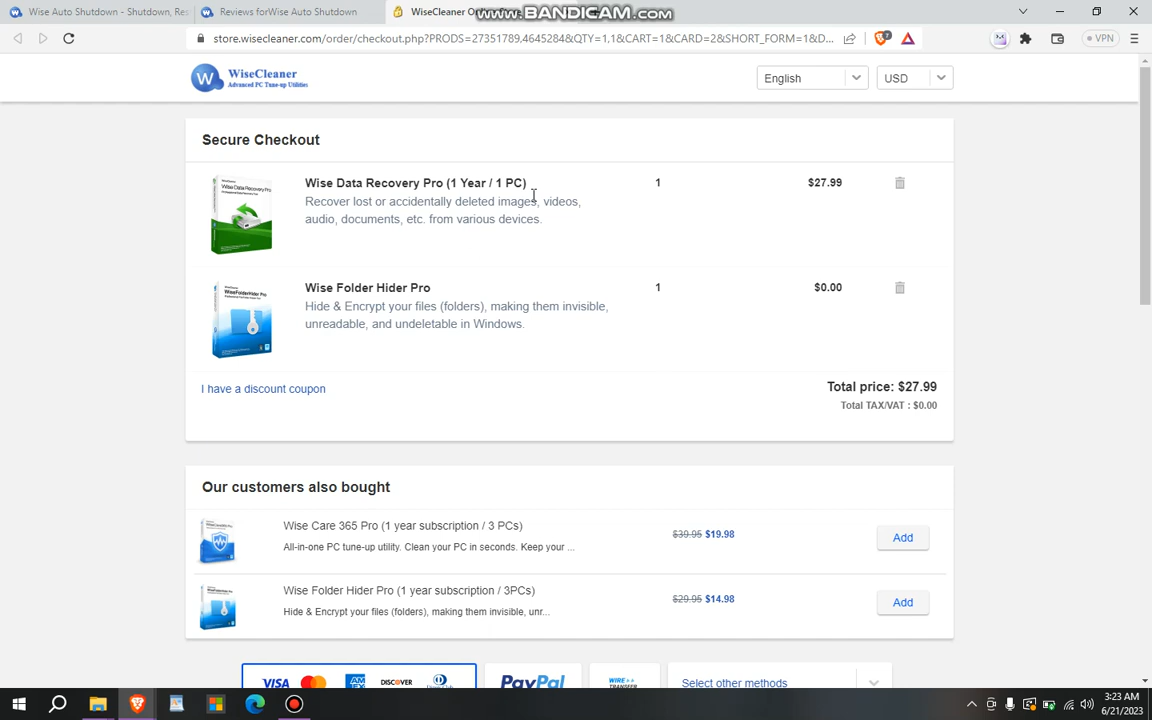 Wise Auto Shutdown - Shutdown, Res
Reviews forWise Auto Shutdown
WiseCleaner On
www.BANDICAM.com
store.wisecleaner.com/order/checkout.php?PRODS=27351789,4645284&QTY=1,1&CART=1&CARD=2&SHORT_FORM=1&D...
7
VPN
W WiseCleaner
Advanced PC Tune-up Utilities
English
USD
Secure Checkout
Wise Data Recovery Pro (1 Year / 1 PC) 1 $27.99
Recover lost or accidentally deleted images, videos,
audio, documents, etc. from various devices.
Wise Folder Hider Pro 1 $0.00
Hide & Encrypt your files (folders), making them invisible,
unreadable, and undeletable in Windows.
I have a discount coupon
Total price: $27.99
Total TAX/VAT : $0.00
Our customers also bought
Wise Care 365 Pro (1 year subscription / 3 PCs)
All-in-one PC tune-up utility. Clean your PC in seconds. Keep your ...
$39.95 $19.98
Add
Wise Folder Hider Pro (1 year subscription / 3PCs)
Hide & Encrypt your files (folders), making them invisible, unr...
$29.95 $14.98
Add
VISA AM EX DISCOVER
PayPal
WIRE
Select other methods
3:23 AM
6/21/2023